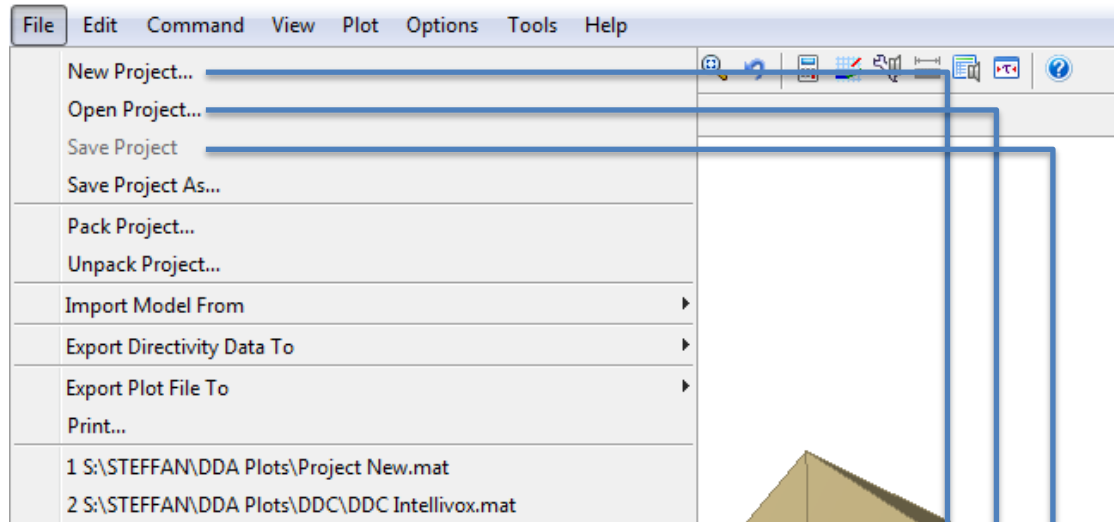 File Edit Command View Plot Options Tools Help
New Project...
Open Project...
Save Project
Save Project As...
Pack Project...
Unpack Project...
Import Model From
Export Directivity Data To
Export Plot File To
Print...
1 S:\STEFFAN\DDA Plots\Project New.mat
2 S:\STEFFAN\DDA Plots\DDC\DDC Intellivox.mat